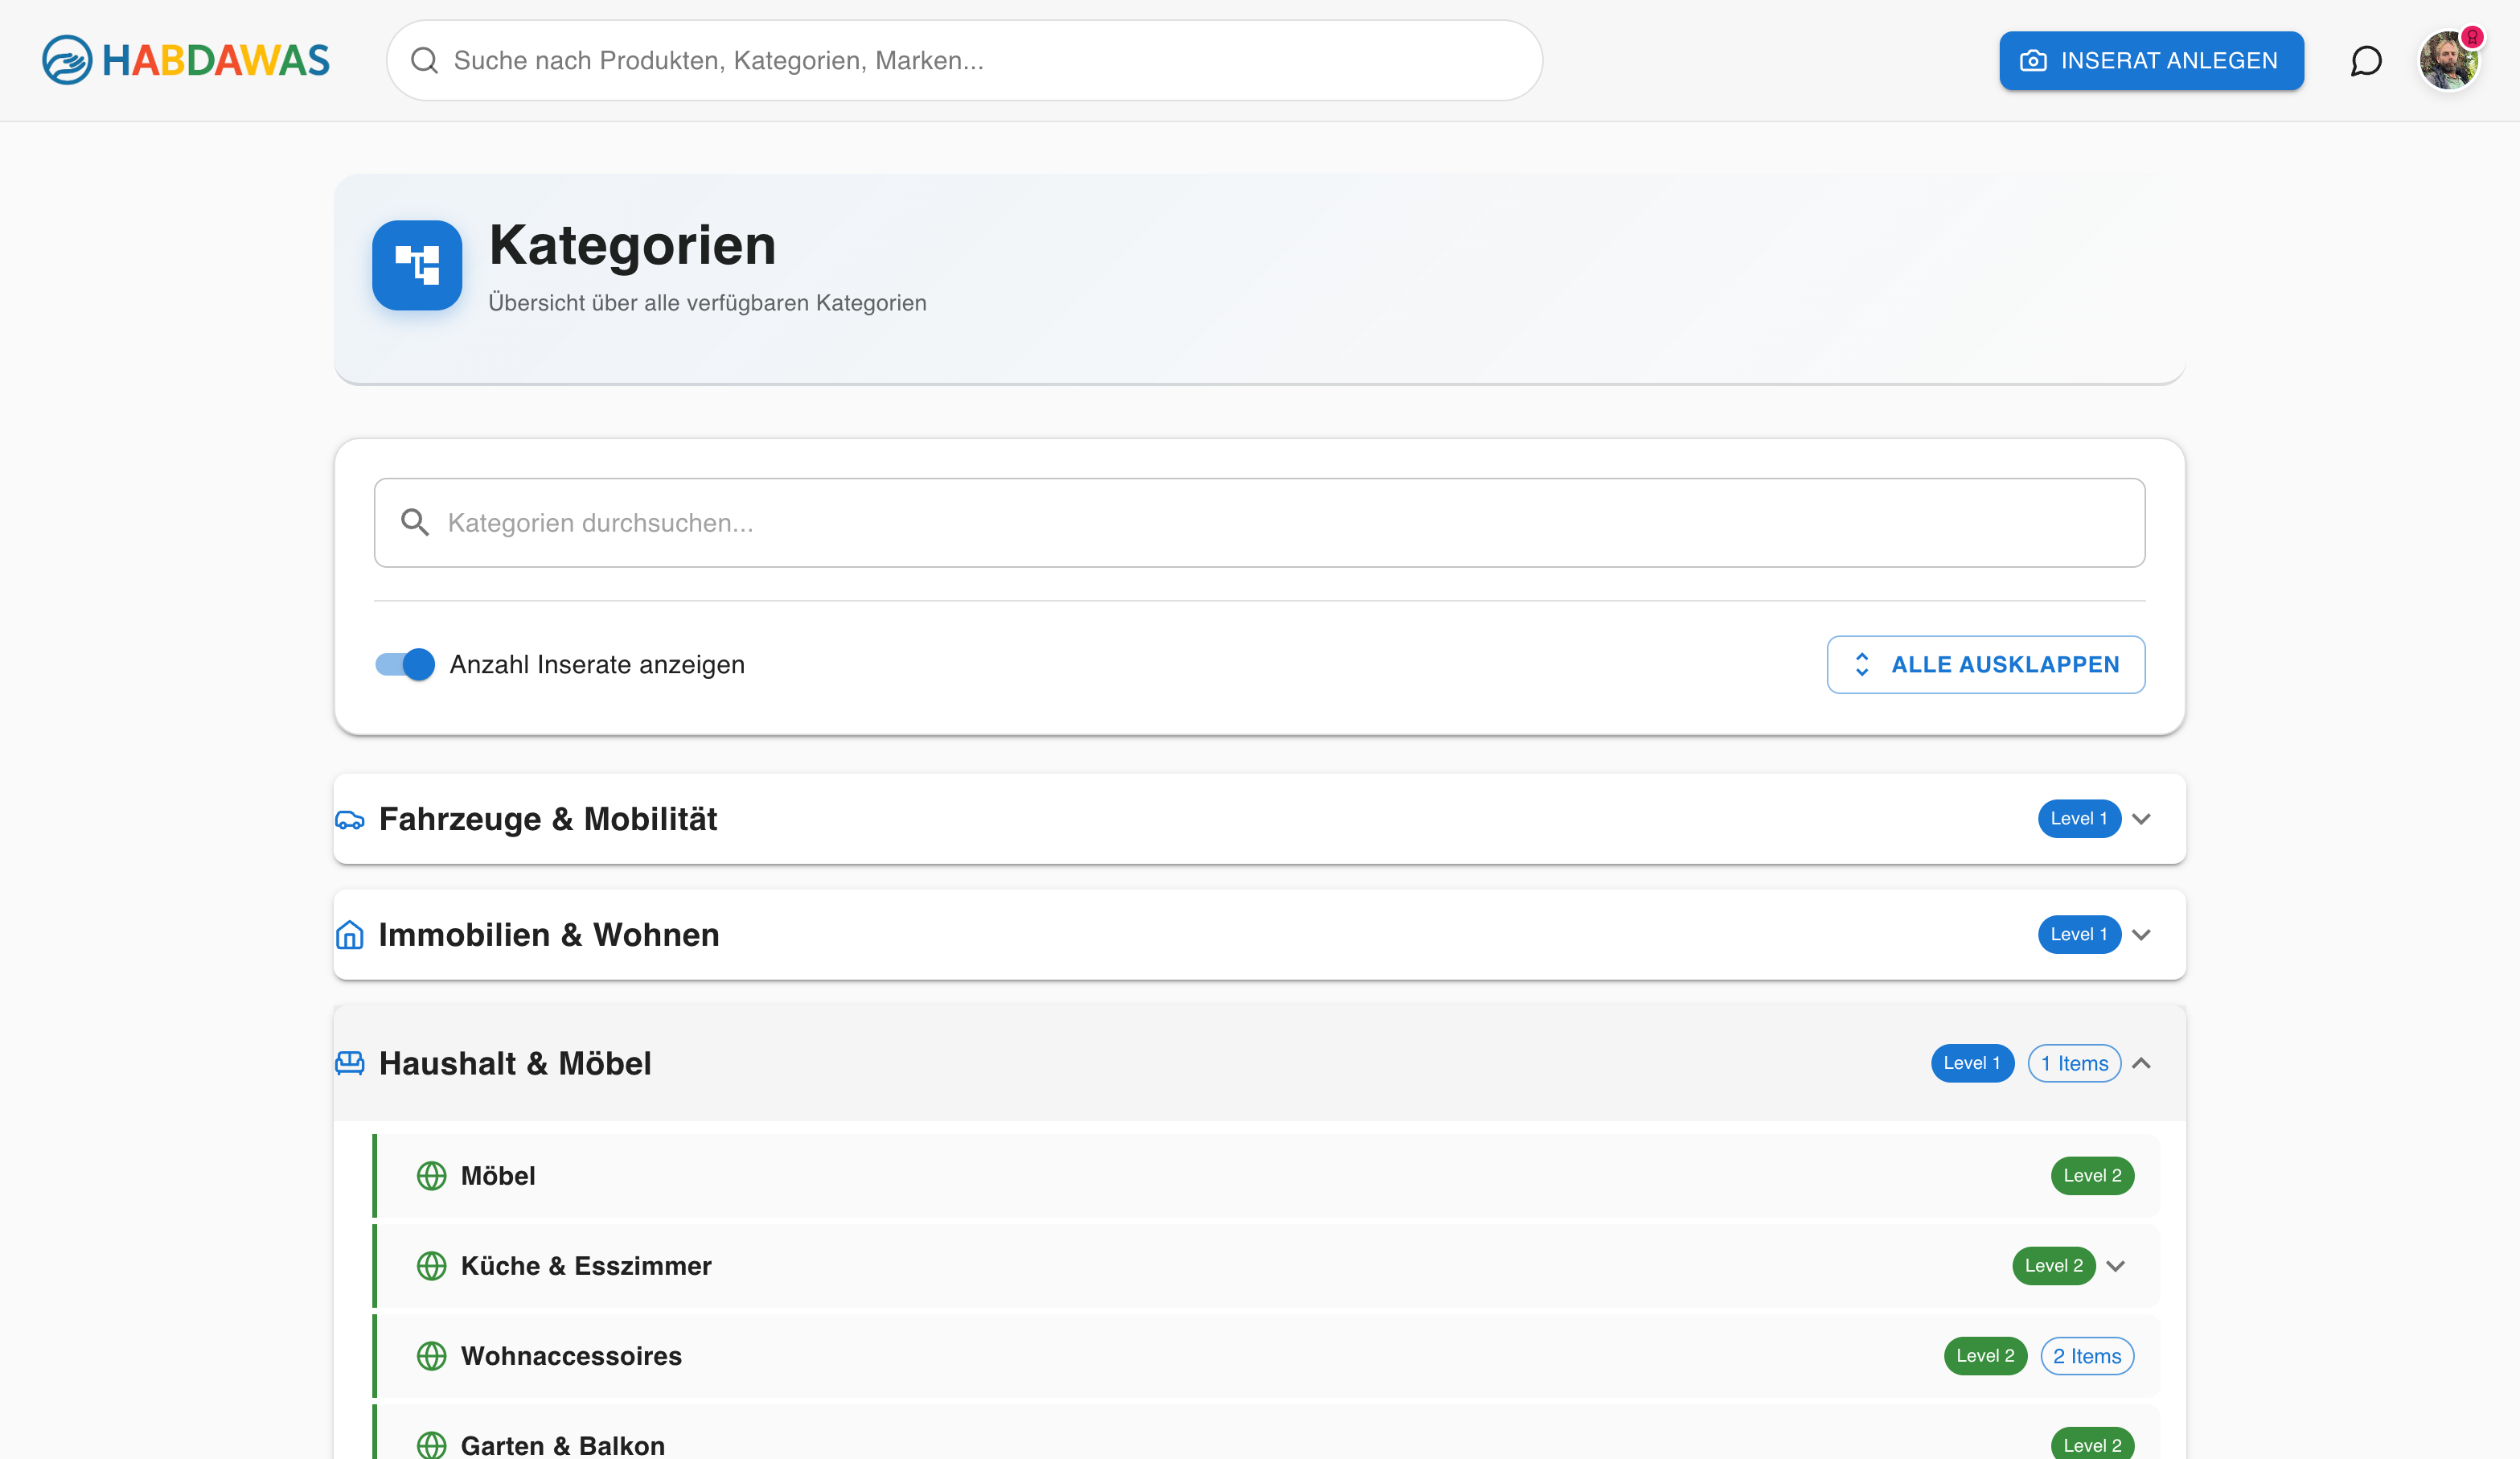 HABDAWAS
Suche nach Produkten, Kategorien, Marken...
INSERAT ANLEGEN
Kategorien
Übersicht über alle verfügbaren Kategorien
Kategorien durchsuchen...
Anzahl Inserate anzeigen
ALLE AUSKLAPPEN
Fahrzeuge & Mobilität
Level 1
Immobilien & Wohnen
Level 1
Haushalt & Möbel
Level 1
1 Items
Möbel
Level 2
Küche & Esszimmer
Level 2
Wohnaccessoires
Level 2
2 Items
Garten & Balkon
Level 2